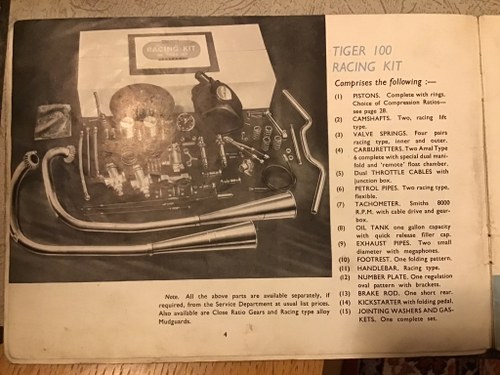 RACING KIT
TIGER 100
RACING KIT
Comprises the following :—
(1) PISTONS. Complete with rings.
Choice of Compression Ratios—
see page 28.
(2) CAMSHAFTS. Two, racing type.
(3) VALVE SPRINGS. Four pairs
racing type, inner and outer.
(4) CARBURETTERS. Two Amal Type
6 complete with special dual mani-
fold and 'remote' float chamber.
(5) Dual THROTTLE CABLES with
junction box.
(6) PETROL PIPES. Two racing type,
flexible.
(7) TACHOMETER. Smiths 8000
R.P.M. with cable drive and gear-
box.
(8) OIL TANK one gallon capacity
with quick release filler cap.
(9) EXHAUST PIPES. Two small
diameter with megaphones.
(10) FOOTREST. One folding pattern.
(11) HANDLEBAR. Racing type.
(12) NUMBER PLATE. One regulation
oval pattern with brackets.
(13) BRAKE ROD. One short rear.
(14) KICKSTARTER with folding pedal.
(15) JOINTING WASHERS AND GAS-
KETS. One complete set.
Note. All the above parts are available separately, if
required, from the Service Department at usual list prices.
Also available are Close Ratio Gears and Racing type alloy
Mudguards.
4